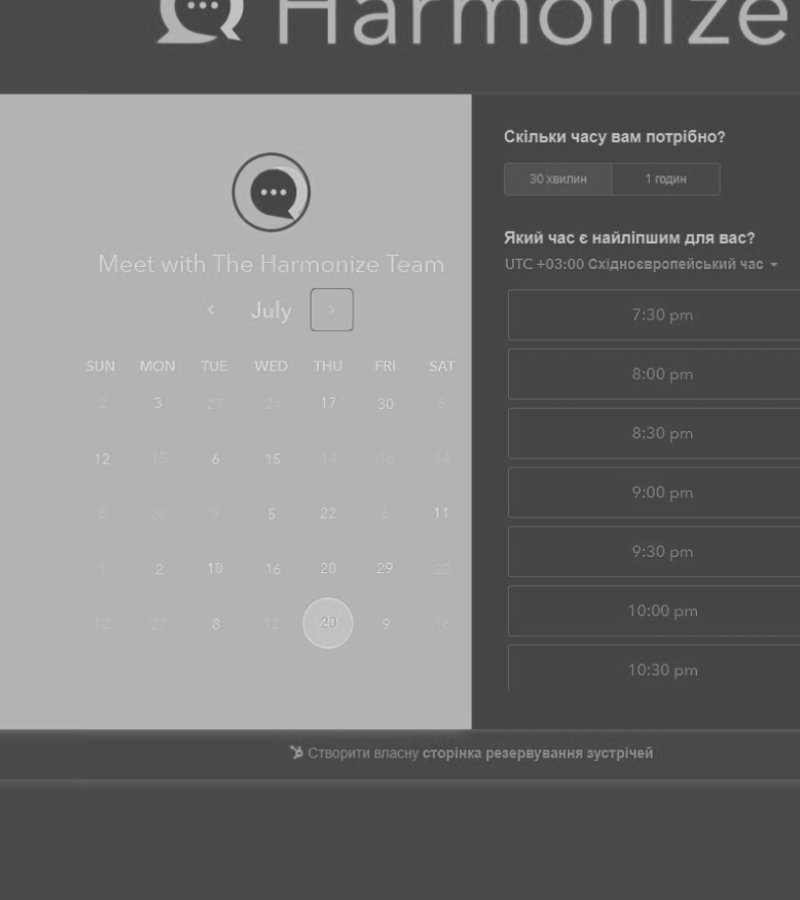 Harmonize
Meet with The Harmonize Team
July
SUN MON TUE WED THU FRI SAT
2 3 27 24 17 30 5
12 15 6 15 14 16 14
8 26 9 5 22 6 11
1 2 10 16 20 29 22
12 27 8 12 20 9 16
Скільки часу вам потрібно?
30 хвилин 1 годин
Який час є найліпшим для вас?
UTC +03:00 Східноєвропейський час
7:30 pm
8:00 pm
8:30 pm
9:00 pm
9:30 pm
10:00 pm
10:30 pm
Створити власну сторінка резервування зустрічей